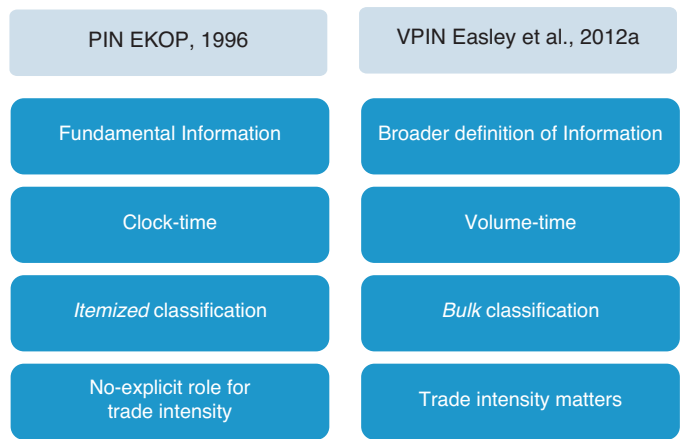 PIN EKOP, 1996
VPIN Easley et al., 2012a
Fundamental Information
Broader definition of Information
Clock-time
Volume-time
Itemized classification
Bulk classification
No-explicit role for
trade intensity
Trade intensity matters